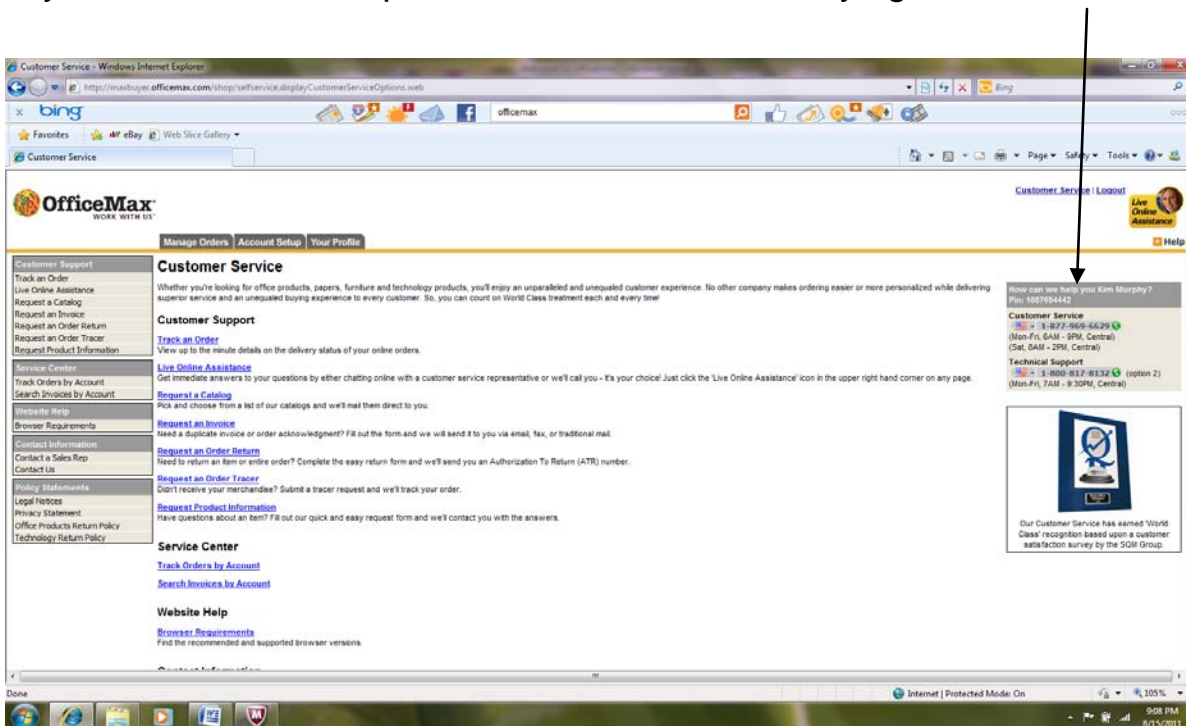 Customer Service - Windows Internet Explorer
http://maxbuyer.officemax.com/shop/selfservice.displayCustomerServiceOptions.web
Bing
x bing
officemax
Favorites eBay Web Slice Gallery
Customer Service
Page Safety Tools
OfficeMax
WORK WITH US
Customer Service | Logout
Live Online Assistance
Manage Orders Account Setup Your Profile
Help
Customer Support
Track an Order
Live Online Assistance
Request a Catalog
Request an Invoice
Request an Order Return
Request an Order Tracer
Request Product Information
Service Center
Track Orders by Account
Search Invoices by Account
Website Help
Browser Requirements
Contact Information
Contact a Sales Rep
Contact Us
Policy Statements
Legal Notices
Privacy Statement
Office Products Return Policy
Technology Return Policy
Customer Service
Whether you're looking for office products, papers, furniture and technology products, you'll enjoy an unparalleled and unequaled customer experience. No other company makes ordering easier or more personalized while delivering
superior service and an unequaled buying experience to every customer. So, you can count on World Class treatment each and every time!
Customer Support
Track an Order
View up to the minute details on the delivery status of your online orders.
Live Online Assistance
Get immediate answers to your questions by either chatting online with a customer service representative or we'll call you - it's your choice! Just click the 'Live Online Assistance' icon in the upper right hand corner on any page.
Request a Catalog
Pick and choose from a list of our catalogs and we'll mail them direct to you.
Request an Invoice
Need a duplicate invoice or order acknowledgment? Fill out the form and we will send it to you via email, fax, or traditional mail.
Request an Order Return
Need to return an item or entire order? Complete the easy return form and we'll send you an Authorization To Return (ATR) number.
Request an Order Tracer
Didn't receive your merchandise? Submit a tracer request and we'll track your order.
Request Product Information
Have questions about an item? Fill out our quick and easy request form and we'll contact you with the answers.
Service Center
Track Orders by Account
Search Invoices by Account
Website Help
Browser Requirements
Find the recommended and supported browser versions.
How can we help you Kim Murphy?
Pin: 1007694442
Customer Service
1-877-969-6629
(Mon-Fri, 6AM - 9PM, Central)
(Sat, 8AM - 2PM, Central)
Technical Support
1-800-817-8132 (option 2)
(Mon-Fri, 7AM - 9:30PM, Central)
Our Customer Service has earned 'World
Class' recognition based upon a customer
satisfaction survey by the SQM Group.
Done
Internet | Protected Mode: On
105%
9:08 PM
8/15/2011